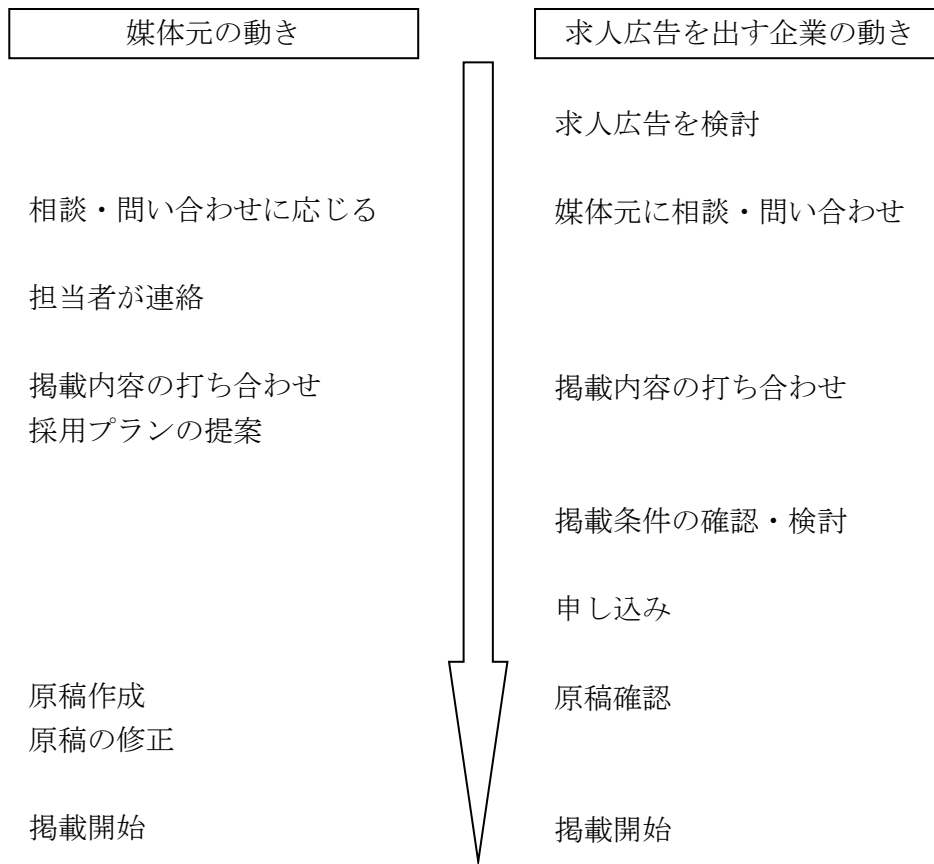 媒体元の動き
求人広告を出す企業の動き
求人広告を検討
相談・問い合わせに応じる
媒体元に相談・問い合わせ
担当者が連絡
掲載内容の打ち合わせ
採用プランの提案
掲載内容の打ち合わせ
掲載条件の確認・検討
申し込み
原稿作成
原稿の修正
原稿確認
掲載開始
掲載開始